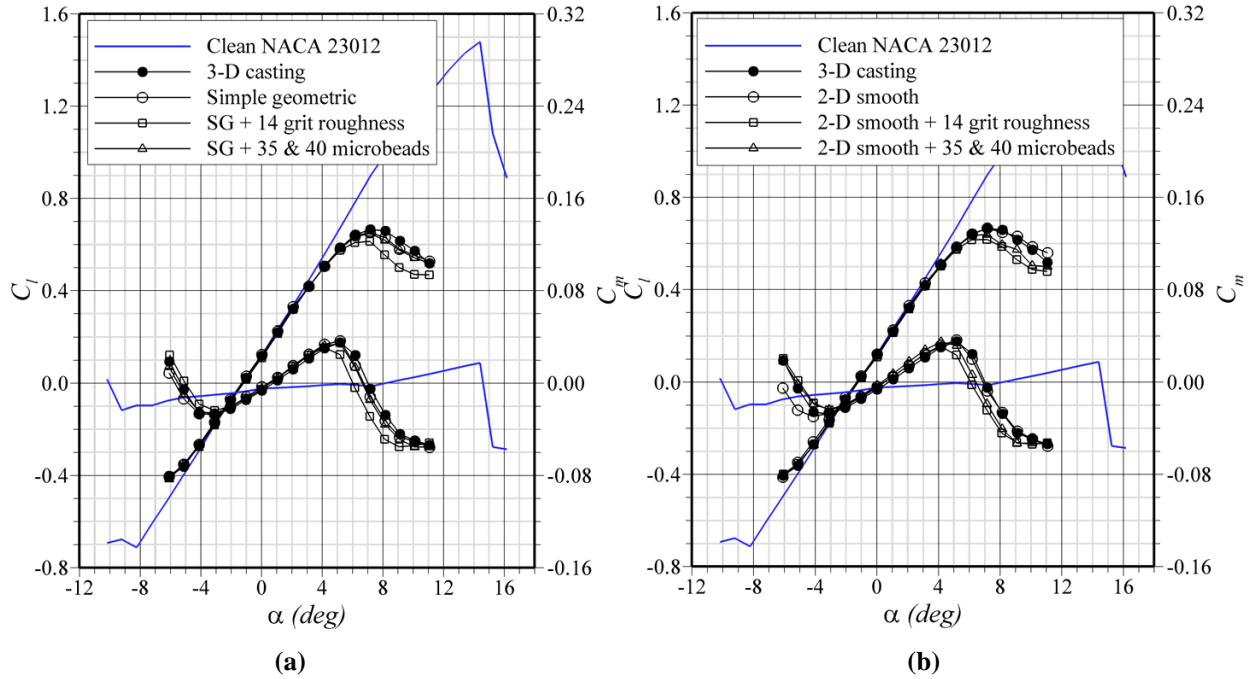 1.6
1.2
0.8
0.4
0.0
-0.4
-0.8
C_l
0.32
0.24
0.16
0.08
0.00
-0.08
-0.16
C_m
Clean NACA 23012
3-D casting
Simple geometric
SG + 14 grit roughness
SG + 35 & 40 microbeads
-12 -8 -4 0 4 8 12 16
α (deg)
(a)
1.6
1.2
0.8
0.4
0.0
-0.4
-0.8
C_l
0.32
0.24
0.16
0.08
0.00
-0.08
-0.16
C_m
Clean NACA 23012
3-D casting
2-D smooth
2-D smooth + 14 grit roughness
2-D smooth + 35 & 40 microbeads
-12 -8 -4 0 4 8 12 16
α (deg)
(b)